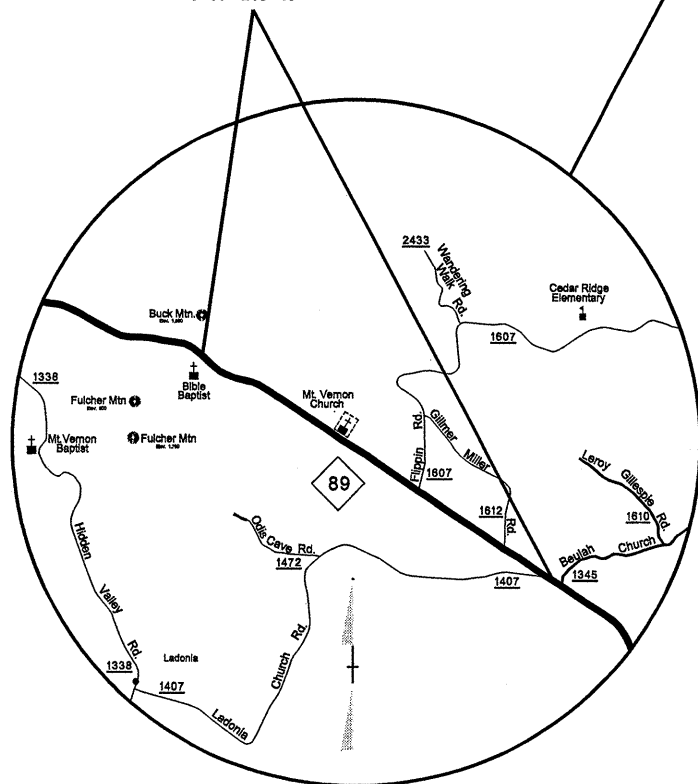 2433
Wandering
Walk
Rd.
Cedar Ridge
Elementary
1607
Buck Mtn.
Bible
Baptist
1338
Fulcher Mtn
Fulcher Mtn
Mt. Vernon
Baptist
Mt. Vernon
Church
89
Flippin Rd.
1607
Gillmer
Miller
Rd.
1612
Leroy
Gillespie
Rd.
1610
Beulah Church
1345
Odis Cave Rd.
1472
1407
Hidden
Valley
Rd.
1338
Ladonia
1407
Ladonia
Church
Rd.